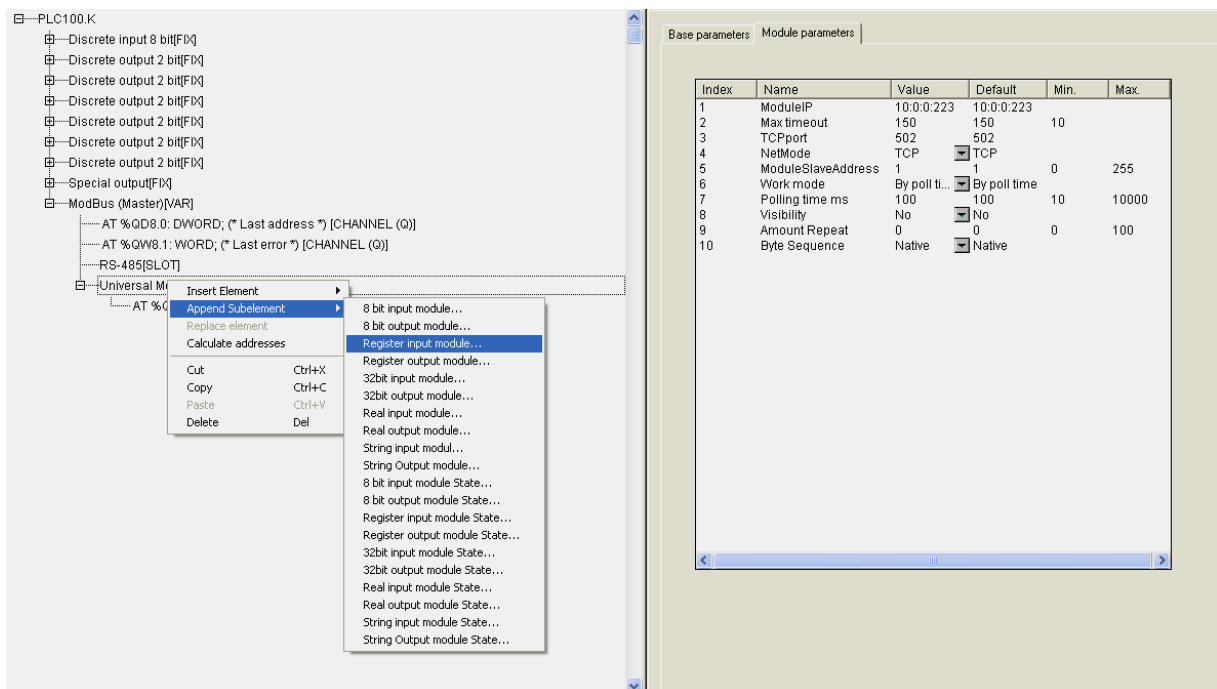 PLC100.K
Discrete input 8 bit[FIX]
Discrete output 2 bit[FIX]
Discrete output 2 bit[FIX]
Discrete output 2 bit[FIX]
Discrete output 2 bit[FIX]
Discrete output 2 bit[FIX]
Discrete output 2 bit[FIX]
Special output[FIX]
ModBus (Master)[VAR]
AT %QD8.0: DWORD; (* Last address *) [CHANNEL (Q)]
AT %QW8.1: WORD; (* Last error *) [CHANNEL (Q)]
RS-485[SLOT]
Universal M
AT %
Insert Element
Append Subelement
Replace element
Calculate addresses
Cut Ctrl+X
Copy Ctrl+C
Paste Ctrl+V
Delete Del
8 bit input module...
8 bit output module...
Register input module...
Register output module...
32bit input module...
32bit output module...
Real input module...
Real output module...
String input modul...
String Output module...
8 bit input module State...
8 bit output module State...
Register input module State...
Register output module State...
32bit input module State...
32bit output module State...
Real input module State...
Real output module State...
String input module State...
String Output module State...
Base parameters Module parameters
Index Name Value Default Min. Max.
1 ModuleIP 10:0:0:223 10:0:0:223
2 Max timeout 150 150 10
3 TCPport 502 502
4 NetMode TCP TCP
5 ModuleSlaveAddress 1 1 0 255
6 Work mode By poll ti... By poll time
7 Polling time ms 100 100 10 10000
8 Visibility No No
9 Amount Repeat 0 0 0 100
10 Byte Sequence Native Native